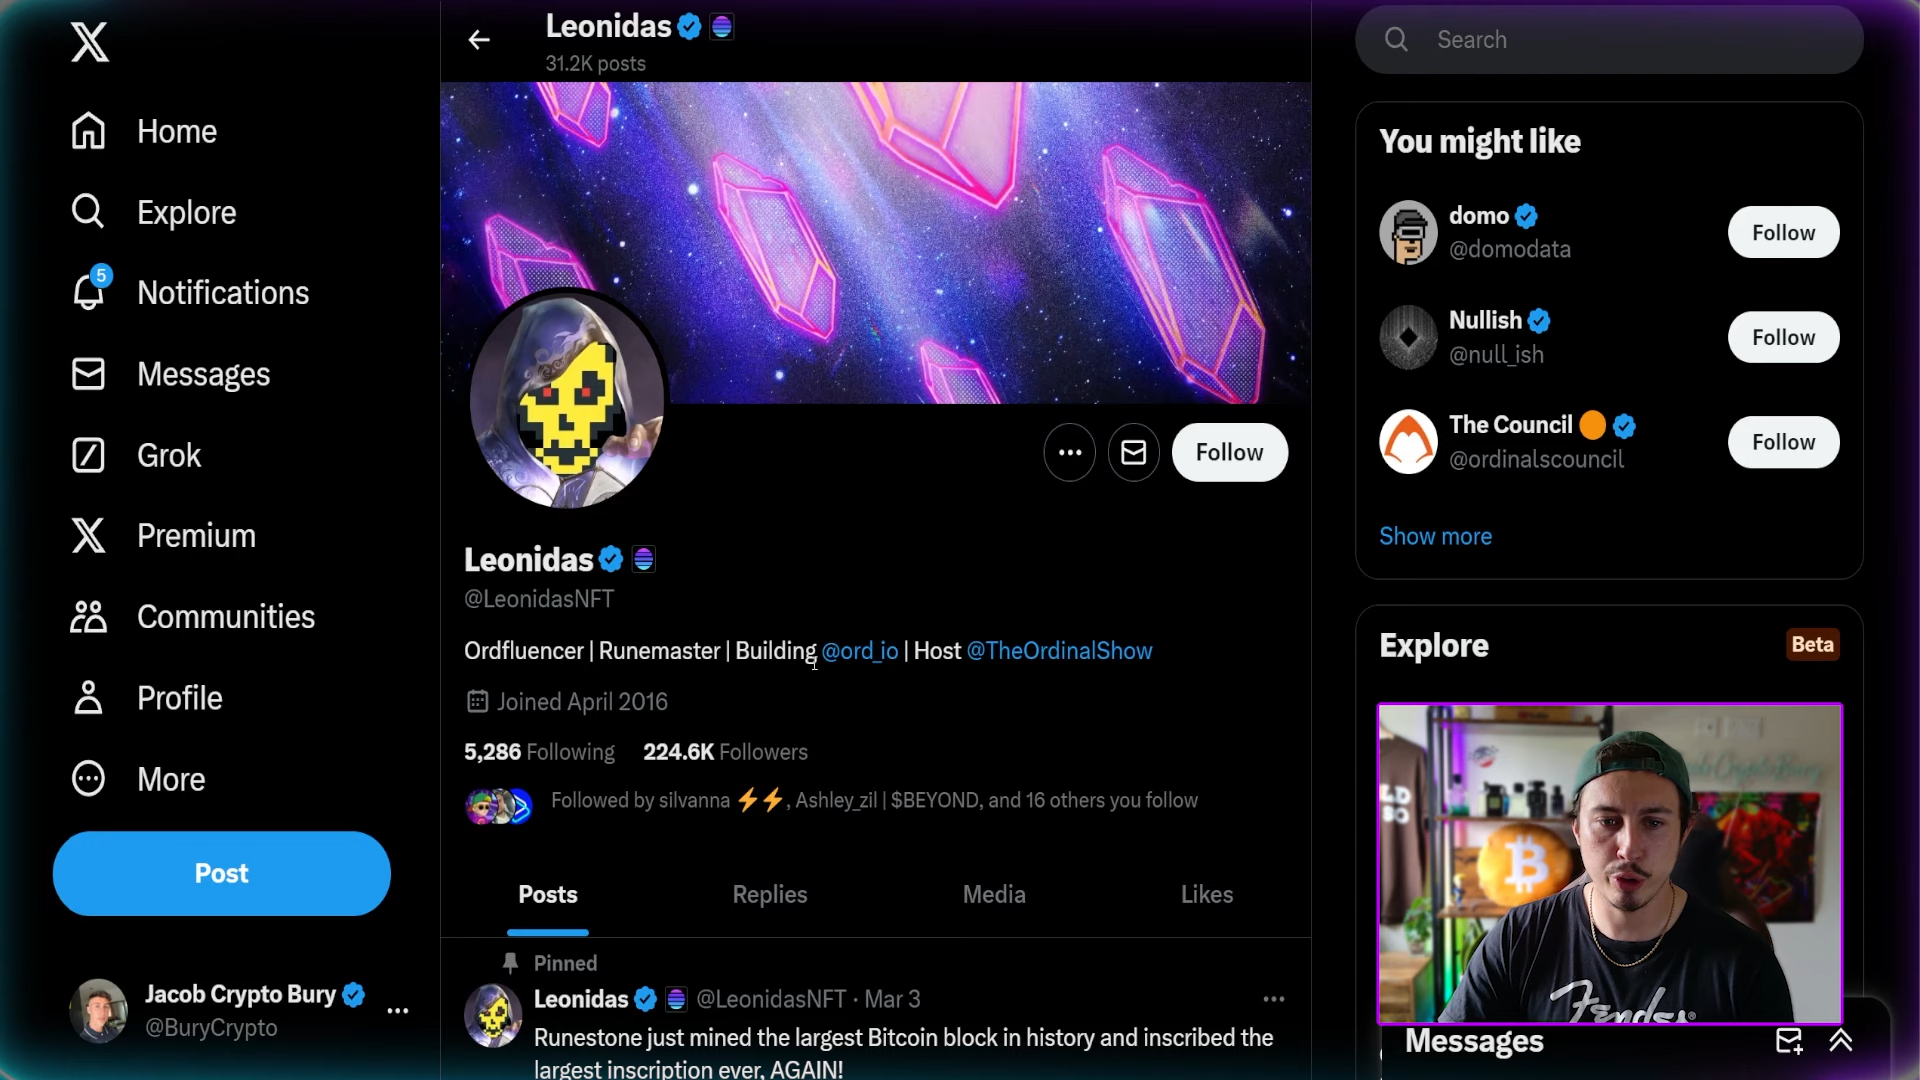 Home
Explore
5
Notifications
Messages
Grok
Premium
Communities
Profile
More
Post
Jacob Crypto Bury
@BuryCrypto
Leonidas
31.2K posts
Follow
Leonidas
@LeonidasNFT
Ordfluencer | Runemaster | Building @ord_io | Host @TheOrdinalShow
Joined April 2016
5,286 Following 224.6K Followers
Followed by silvanna ⚡⚡, Ashley_zil | $BEYOND, and 16 others you follow
Posts Replies Media Likes
Pinned
Leonidas @LeonidasNFT · Mar 3
Runestone just mined the largest Bitcoin block in history and inscribed the
largest inscription ever, AGAIN!
Search
You might like
domo
@domodata
Follow
Nullish
@null_ish
Follow
The Council
@ordinalscouncil
Follow
Show more
Explore
Beta
Fender
Messages